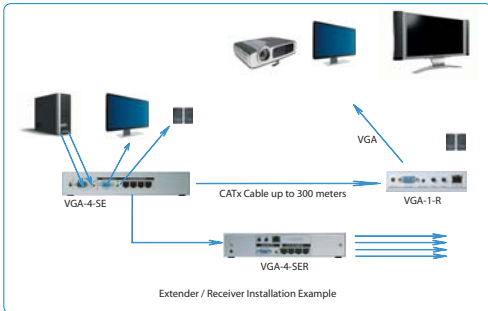 VGA
VGA-4-SE
CATx Cable up to 300 meters
VGA-1-R
VGA-4-SER
Extender / Receiver Installation Example